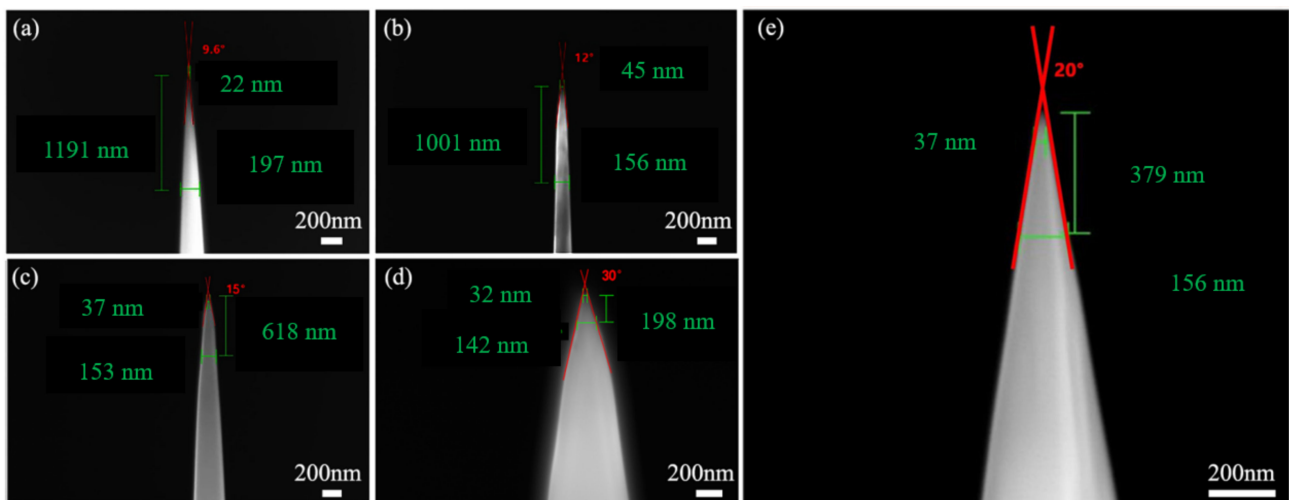 (a)
9.6°
22 nm
1191 nm
197 nm
200nm
(b)
12°
45 nm
1001 nm
156 nm
200nm
(c)
15°
37 nm
618 nm
153 nm
200nm
(d)
30°
32 nm
198 nm
142 nm
200nm
(e)
20°
37 nm
379 nm
156 nm
200nm